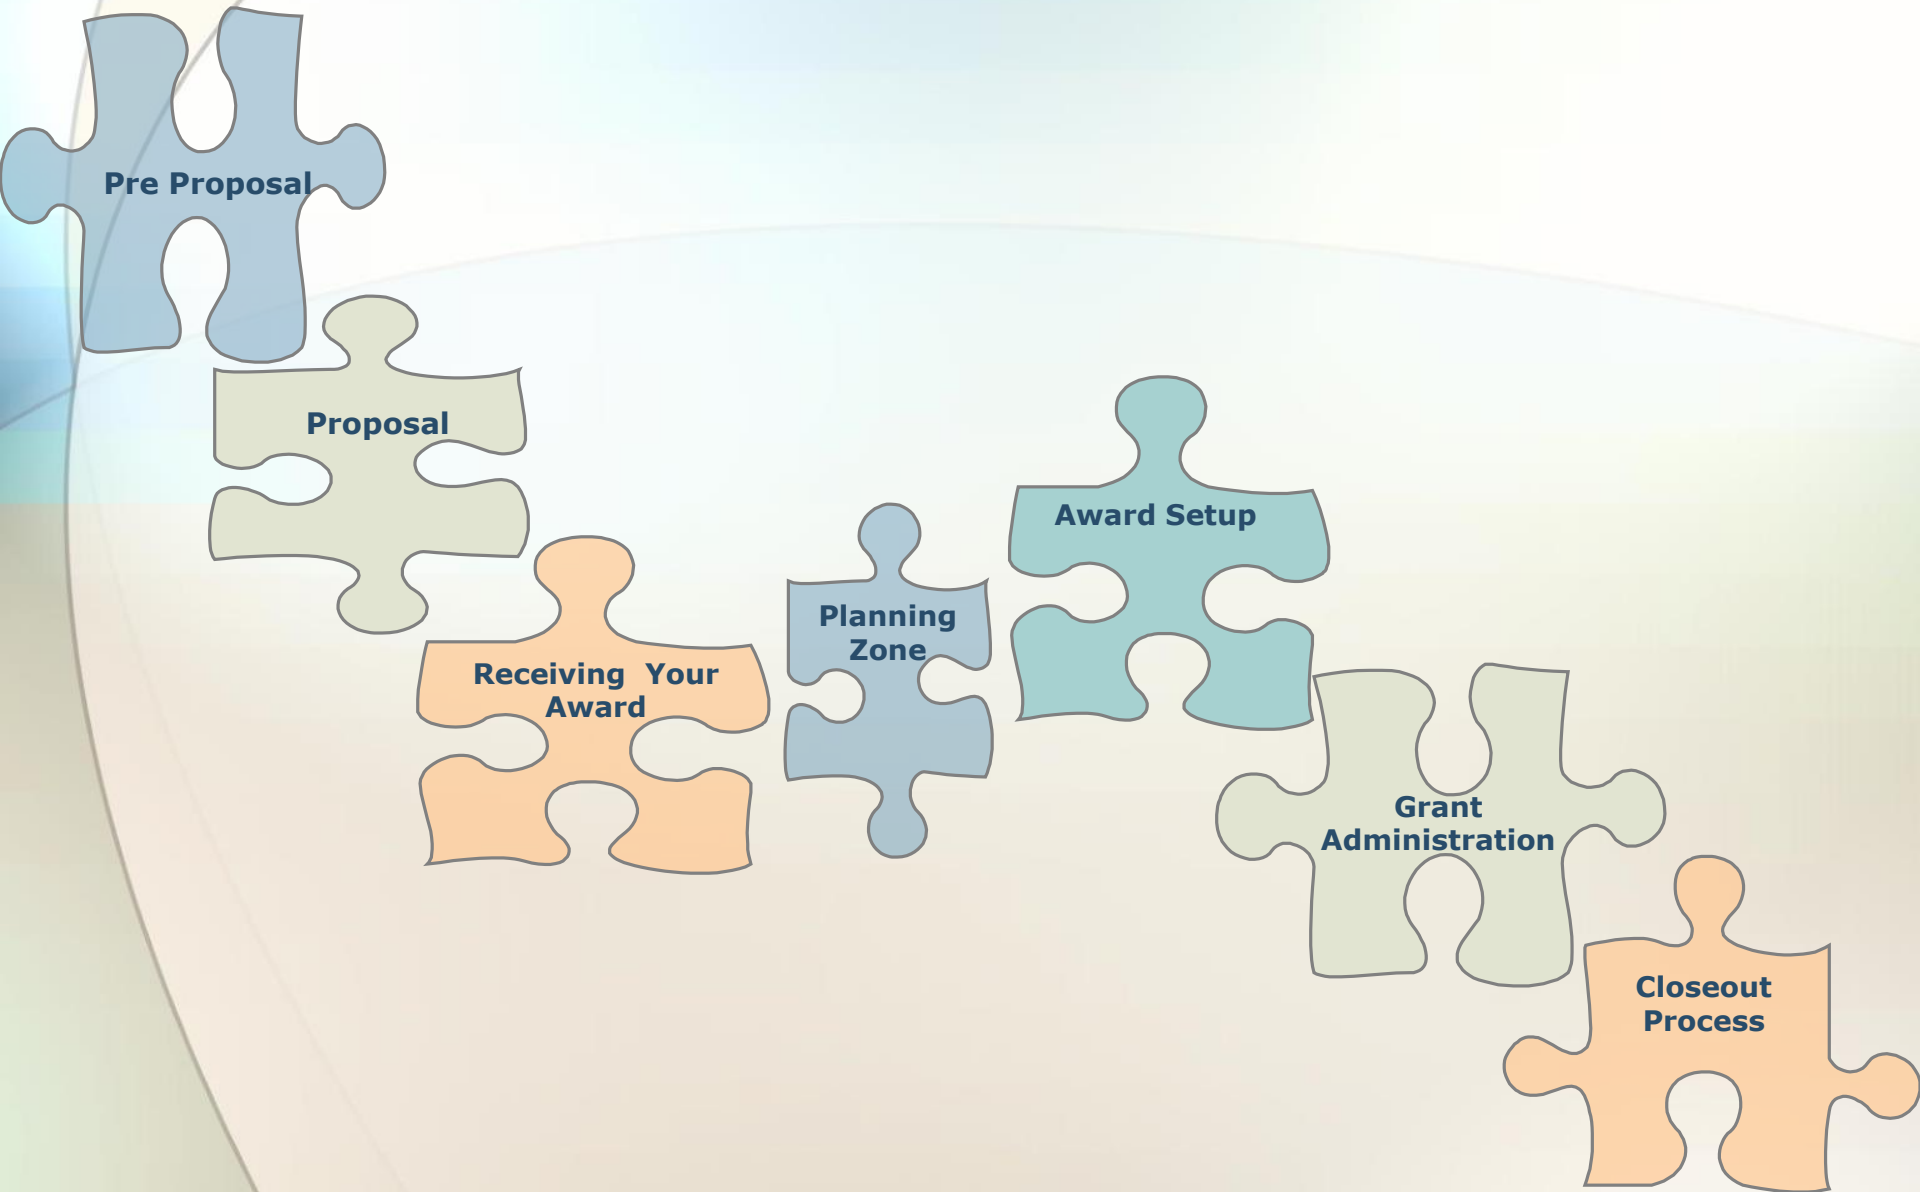 Pre Proposal
Proposal
Receiving  Your
Award
Planning
Zone
Award Setup
Grant
Administration
Closeout
Process